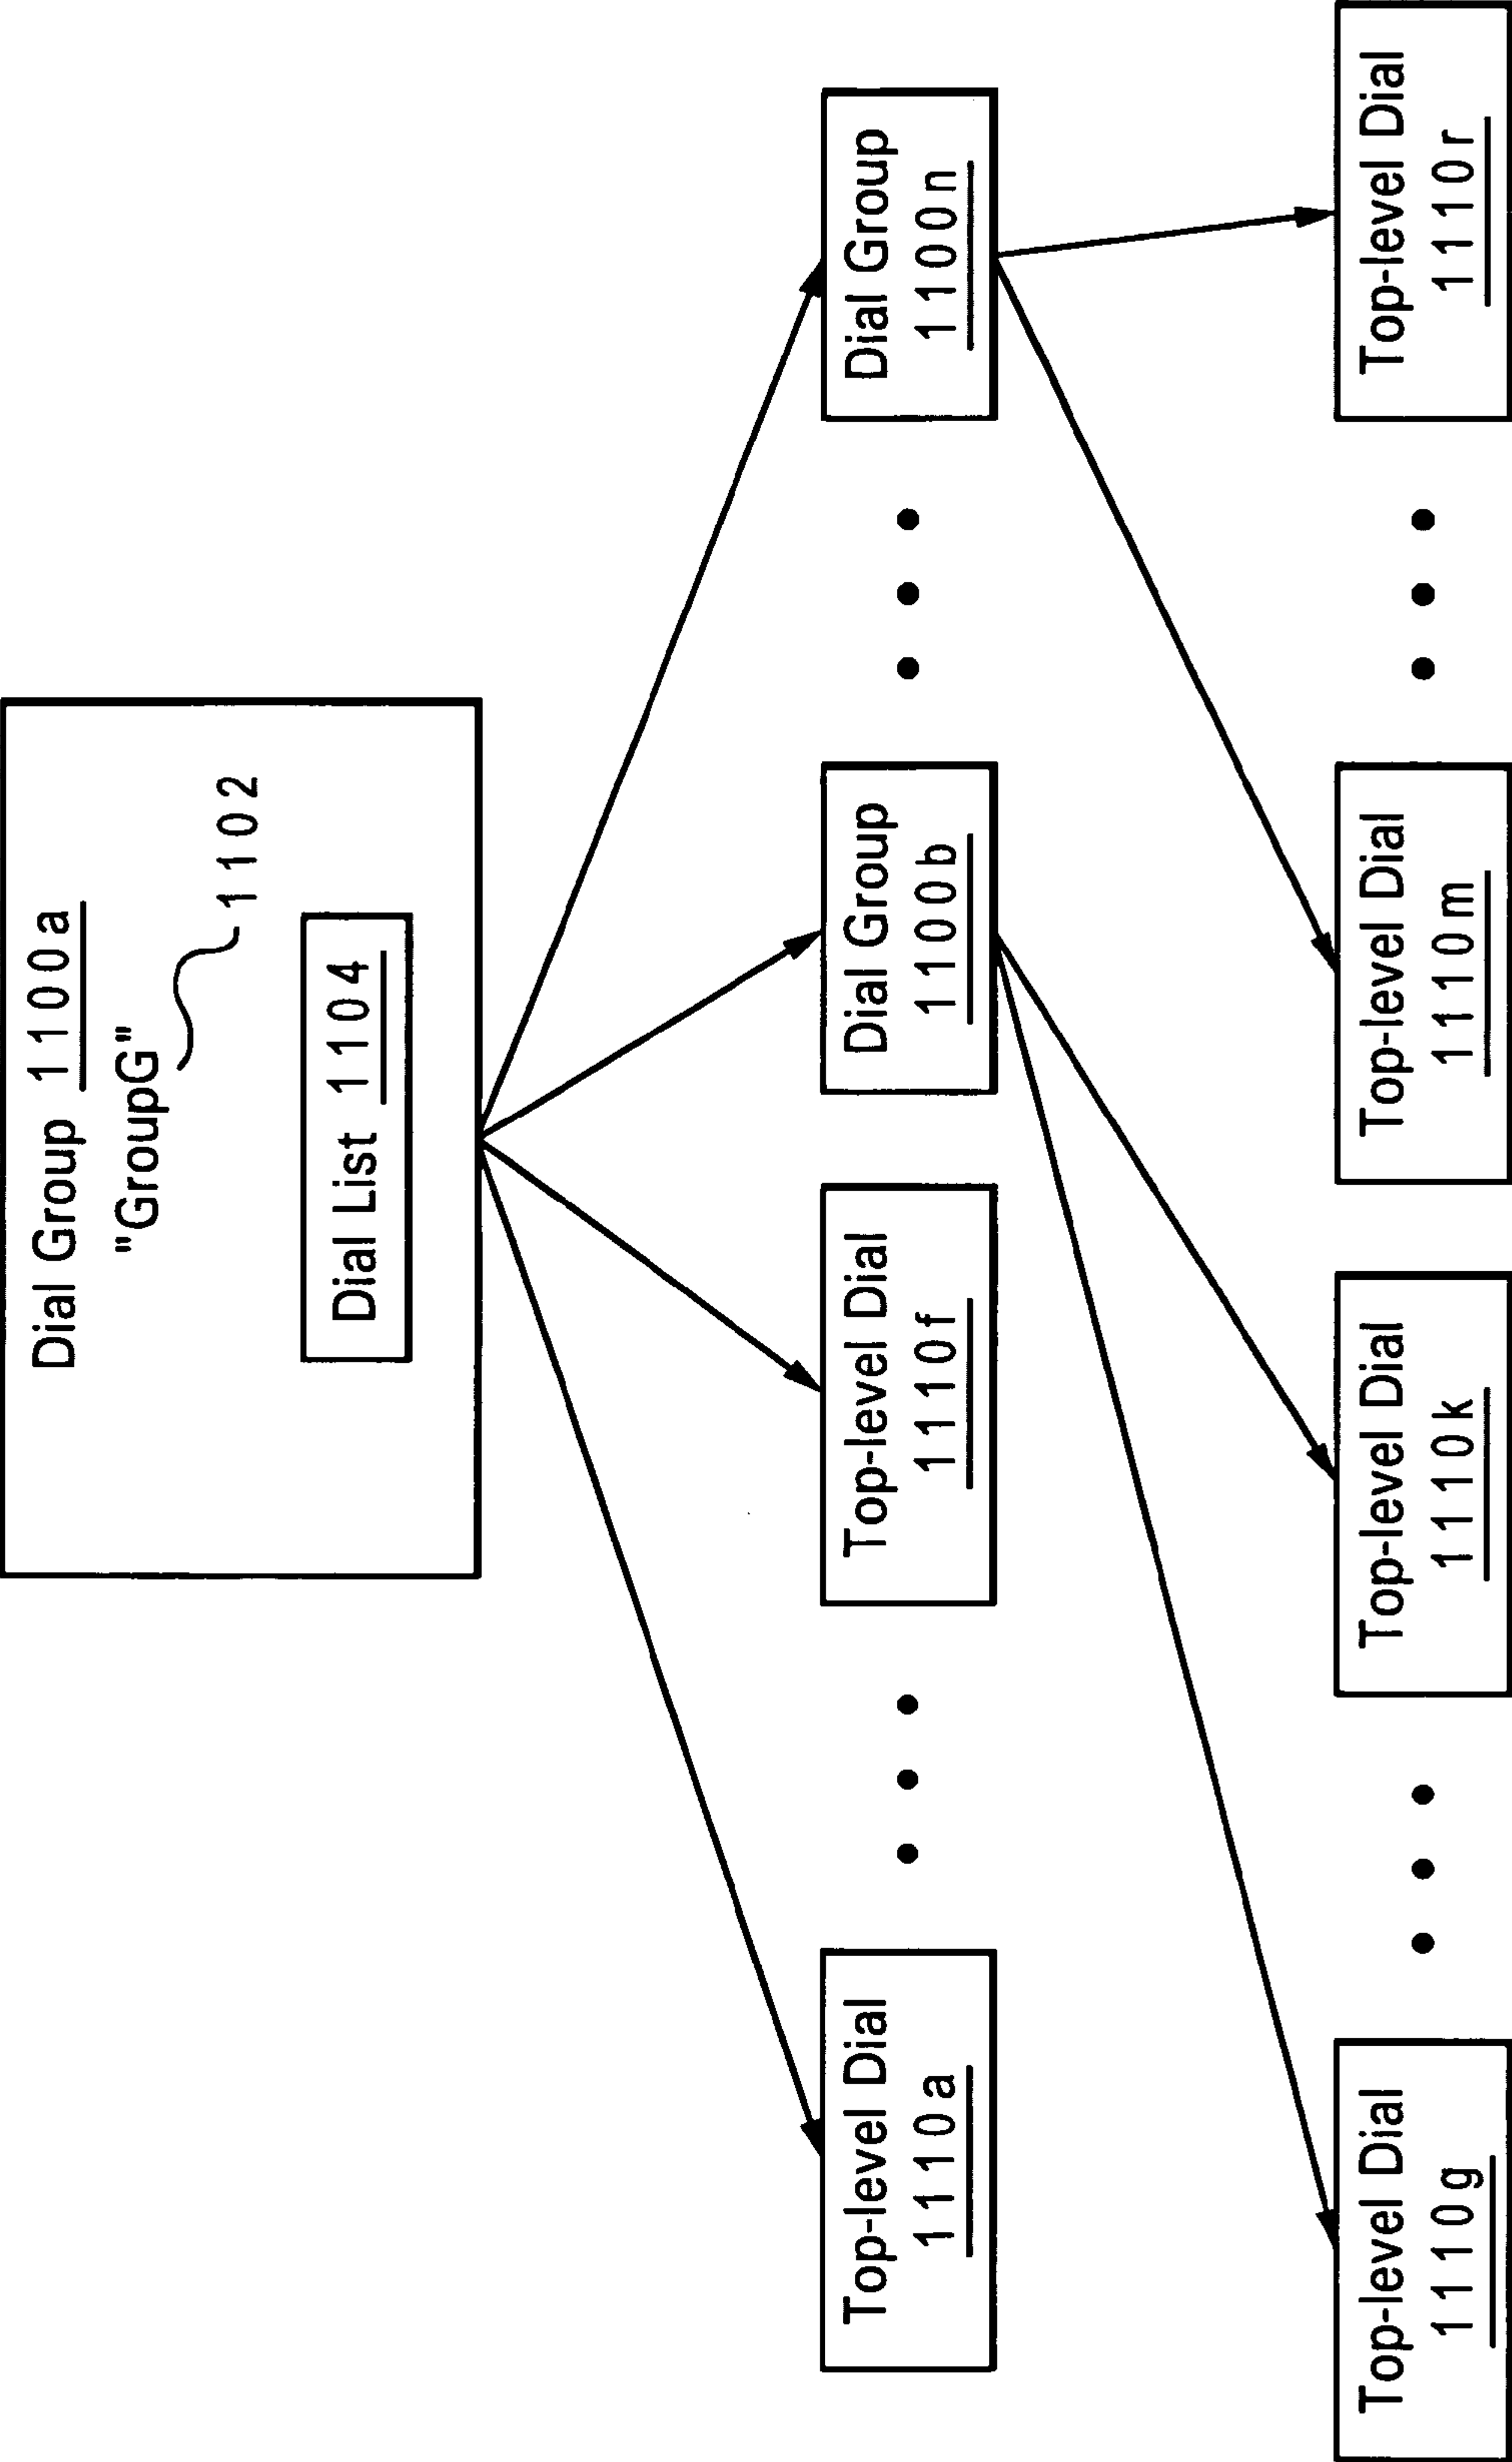 Dial Group 1100a
"GroupG"
1102
Dial List 1104
Top-level Dial
1110a
Top-level Dial
1110f
Dial Group
1100b
Dial Group
1100n
Top-level Dial
1110g
Top-level Dial
1110k
Top-level Dial
1110m
Top-level Dial
1110r